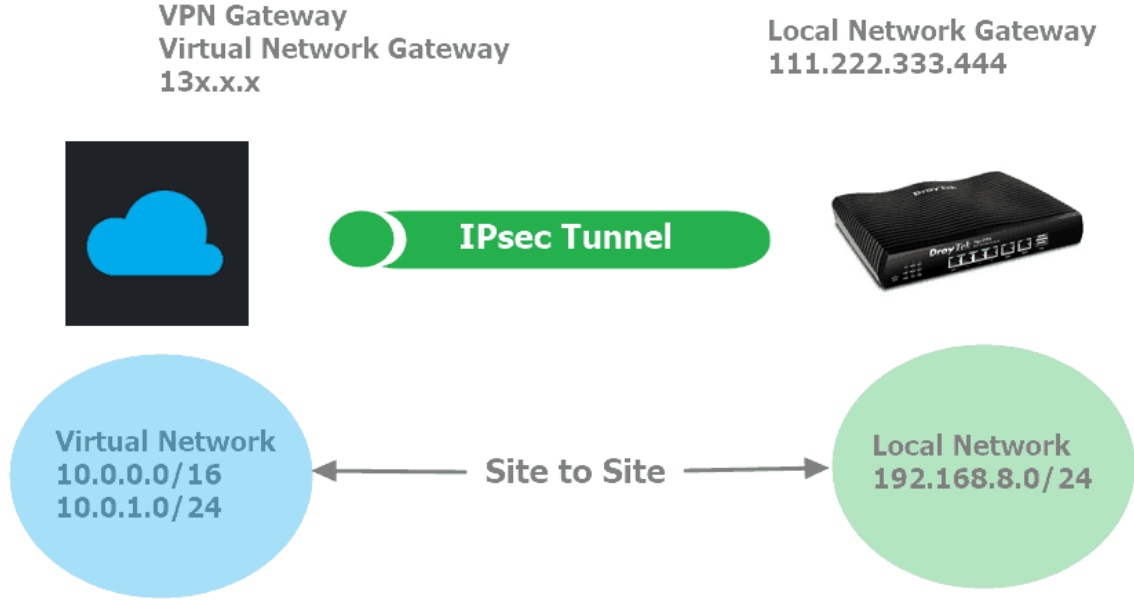 VPN Gateway
Virtual Network Gateway
13x.x.x
Local Network Gateway
111.222.333.444
IPsec Tunnel
DrayTek
DrayTek
Virtual Network
10.0.0.0/16
10.0.1.0/24
Site to Site
Local Network
192.168.8.0/24